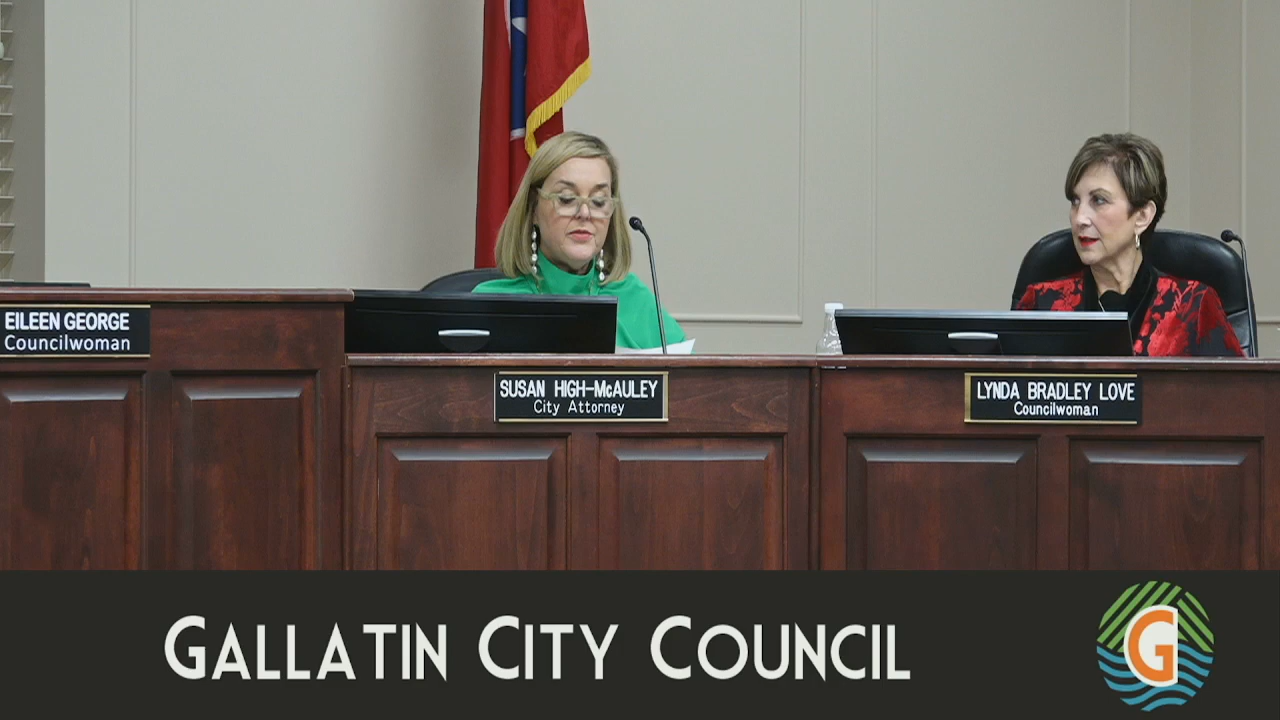 EILEEN GEORGE
Councilwoman
SUSAN HIGH-McAULEY
City Attorney
LYNDA BRADLEY LOVE
Councilwoman
GALLATIN CITY COUNCIL
G